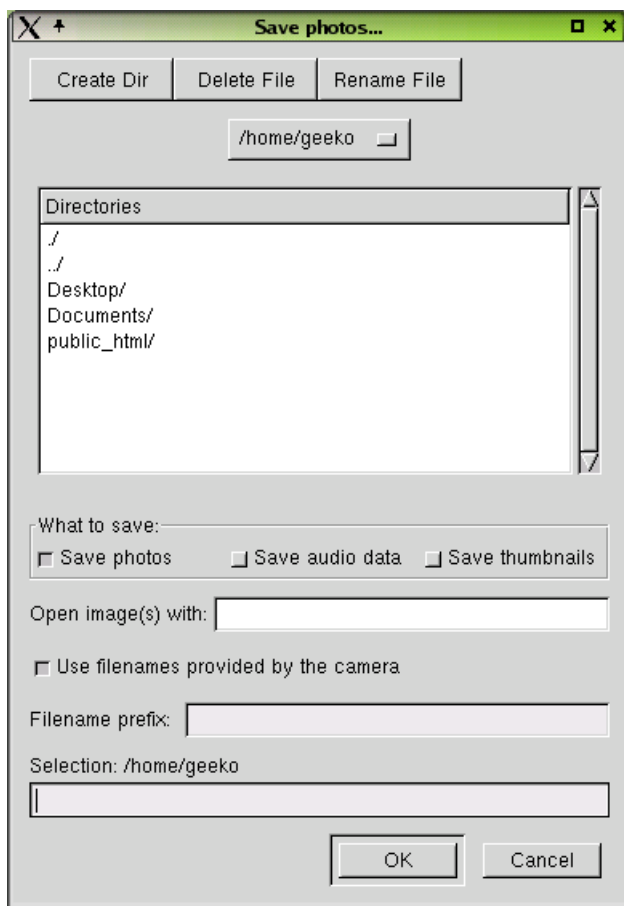 Save photos...
Create Dir Delete File Rename File
/home/geeko
Directories
./
../
Desktop/
Documents/
public_html/
What to save:
Save photos Save audio data Save thumbnails
Open image(s) with:
Use filenames provided by the camera
Filename prefix:
Selection: /home/geeko
OK Cancel